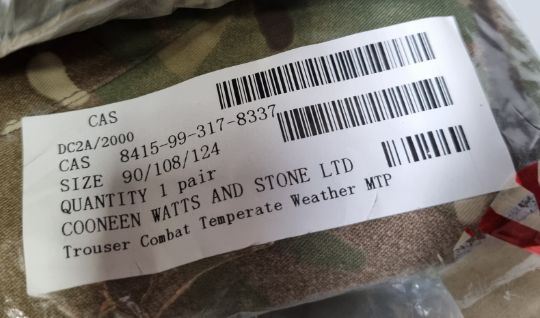 CAS
DC2A/2000
CAS 8415-99-317-8337
SIZE 90/108/124
QUANTITY 1 pair
COONEEN WATTS AND STONE LTD
Trouser Combat Temperate Weather MTP